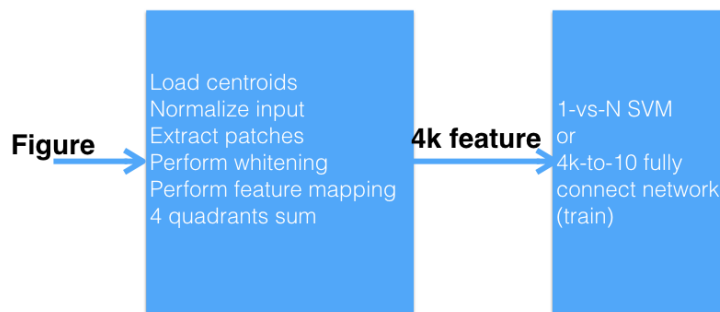 Figure
Load centroids
Normalize input
Extract patches
Perform whitening
Perform feature mapping
4 quadrants sum
4k feature
1-vs-N SVM
or
4k-to-10 fully
connect network
(train)